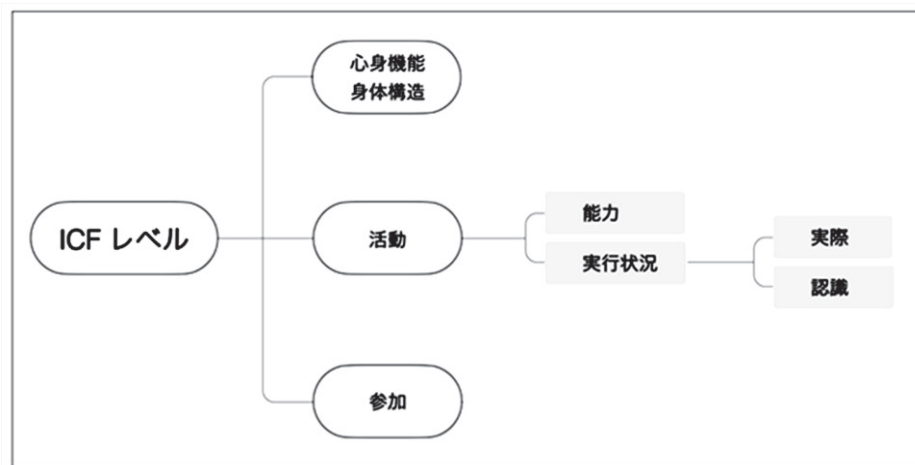 心身機能
身体構造
ICF レベル
活動
能力
実行状況
実際
認識
参加